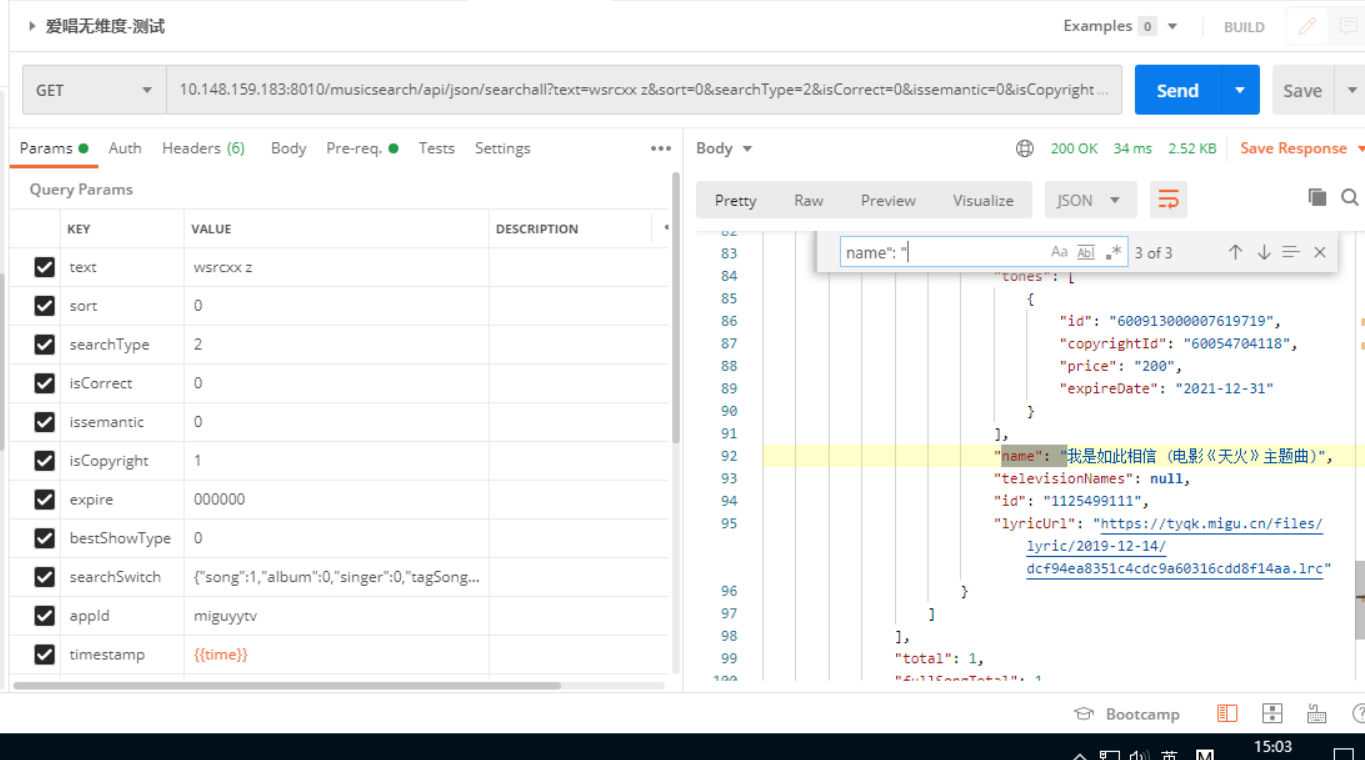 爱唱无维度-测试
Examples 0
BUILD
GET
10.148.159.183:8010/musicsearch/api/json/searchall?text=wsrcxx z&sort=0&searchType=2&isCorrect=0&issemantic=0&isCopyright ...
Send
Save
Params
Auth
Headers (6)
Body
Pre-req.
Tests
Settings
Body
200 OK
34 ms
2.52 KB
Save Response
Query Params
KEY
VALUE
DESCRIPTION
text
wsrcxx z
sort
0
searchType
2
isCorrect
0
issemantic
0
isCopyright
1
expire
000000
bestShowType
0
searchSwitch
{"song":1,"album":0,"singer":0,"tagSong...
appId
miguyytv
timestamp
{{time}}
Pretty
Raw
Preview
Visualize
JSON
name": "
Aa
Abl
.*
3 of 3
82
83
84 "tones": [
85 {
86 "id": "600913000007619719",
87 "copyrightId": "60054704118",
88 "price": "200",
89 "expireDate": "2021-12-31"
90 }
91 ],
92 "name": "我是如此相信 (电影《天火》主题曲)",
93 "televisionNames": null,
94 "id": "1125499111",
95 "lyricUrl": "https://tyqk.migu.cn/files/
lyric/2019-12-14/
dcf94ea8351c4cdc9a60316cdd8f14aa.lrc"
96 }
97 ]
98 ],
99 "total": 1,
100 "fullSongTotal": 1
Bootcamp
英
M
15:03